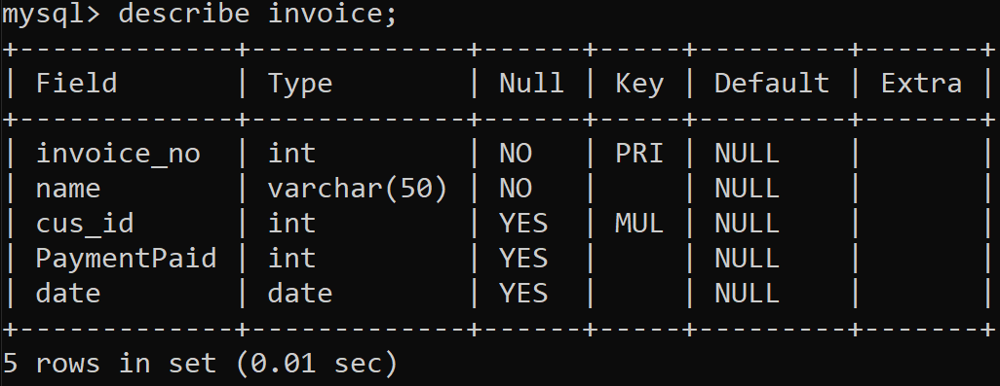 mysql> describe invoice;
+-------------+-------------+------+-----+---------+-------+
| Field       | Type        | Null | Key | Default | Extra |
+-------------+-------------+------+-----+---------+-------+
| invoice_no  | int         | NO   | PRI | NULL    |       |
| name        | varchar(50) | NO   |     | NULL    |       |
| cus_id      | int         | YES  | MUL | NULL    |       |
| PaymentPaid | int         | YES  |     | NULL    |       |
| date        | date        | YES  |     | NULL    |       |
+-------------+-------------+------+-----+---------+-------+
5 rows in set (0.01 sec)